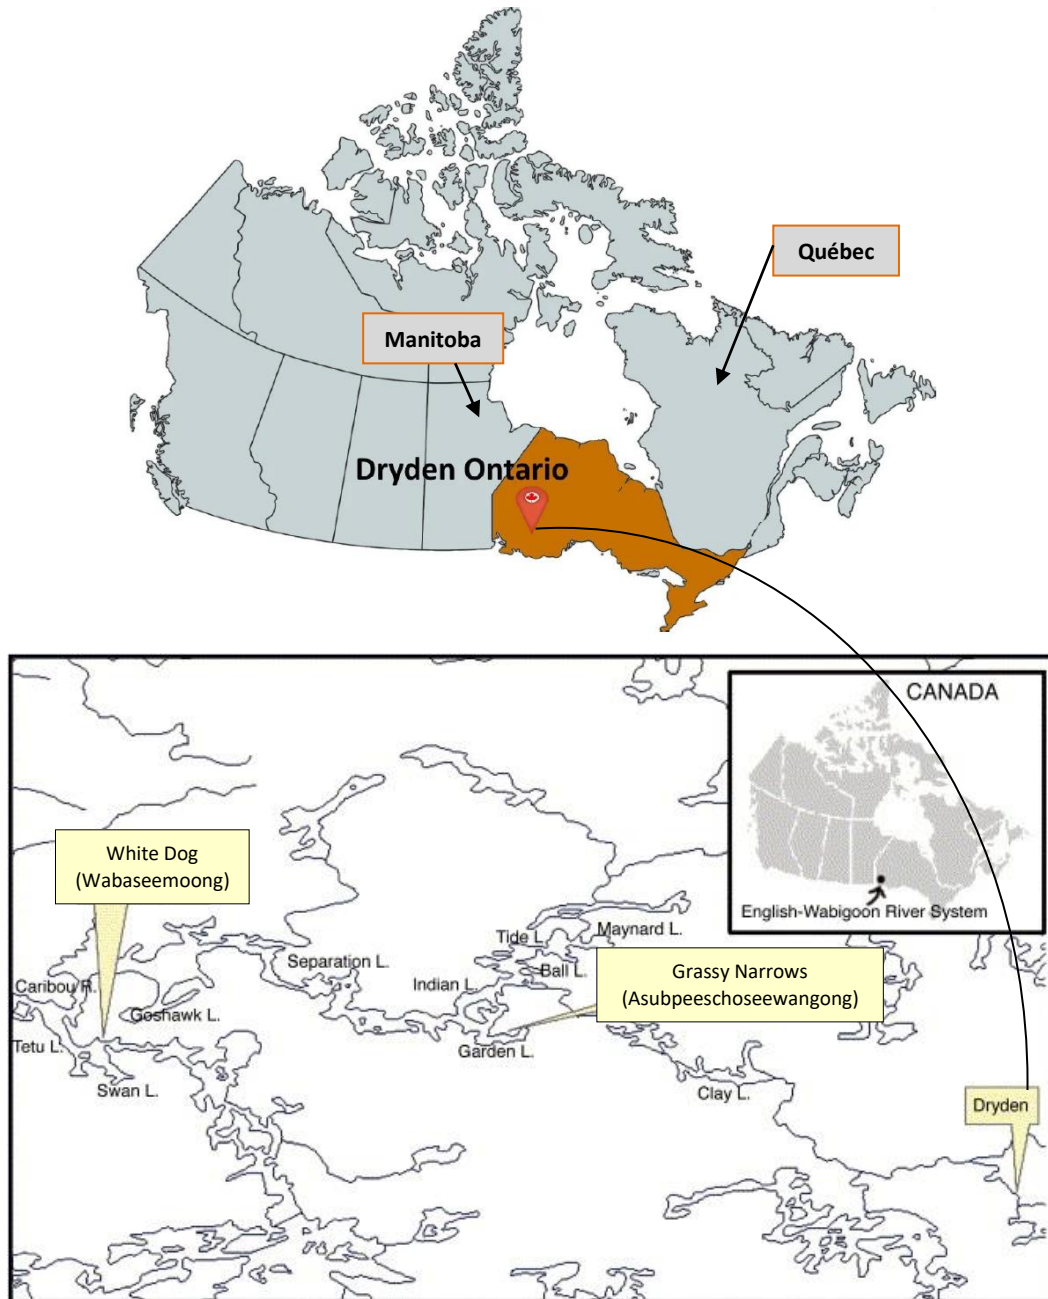 Québec
Manitoba
Dryden Ontario
CANADA
English-Wabigoon River System
White Dog
(Wabaseemoong)
Maynard L.
Tide L.
Separation L.
Ball L.
Indian L.
Grassy Narrows
(Asubpeeschoseewangong)
Caribou R.
Goshawk L.
Tetu L.
Garden L.
Swan L.
Clay L.
Dryden